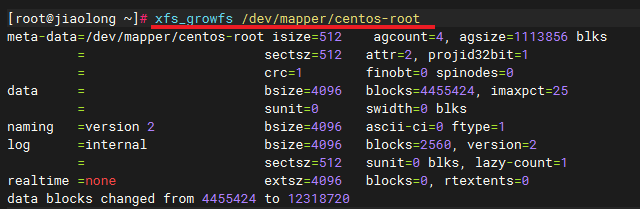 [root@jiaolong ~]# xfs_growfs /dev/mapper/centos-root
meta-data=/dev/mapper/centos-root isize=512    agcount=4, agsize=1113856 blks
         =                       sectsz=512   attr=2, projid32bit=1
         =                       crc=1        finobt=0 spinodes=0
data     =                       bsize=4096   blocks=4455424, imaxpct=25
         =                       sunit=0      swidth=0 blks
naming   =version 2              bsize=4096   ascii-ci=0 ftype=1
log      =internal               bsize=4096   blocks=2560, version=2
         =                       sectsz=512   sunit=0 blks, lazy-count=1
realtime =none                   extsz=4096   blocks=0, rtextents=0
data blocks changed from 4455424 to 12318720